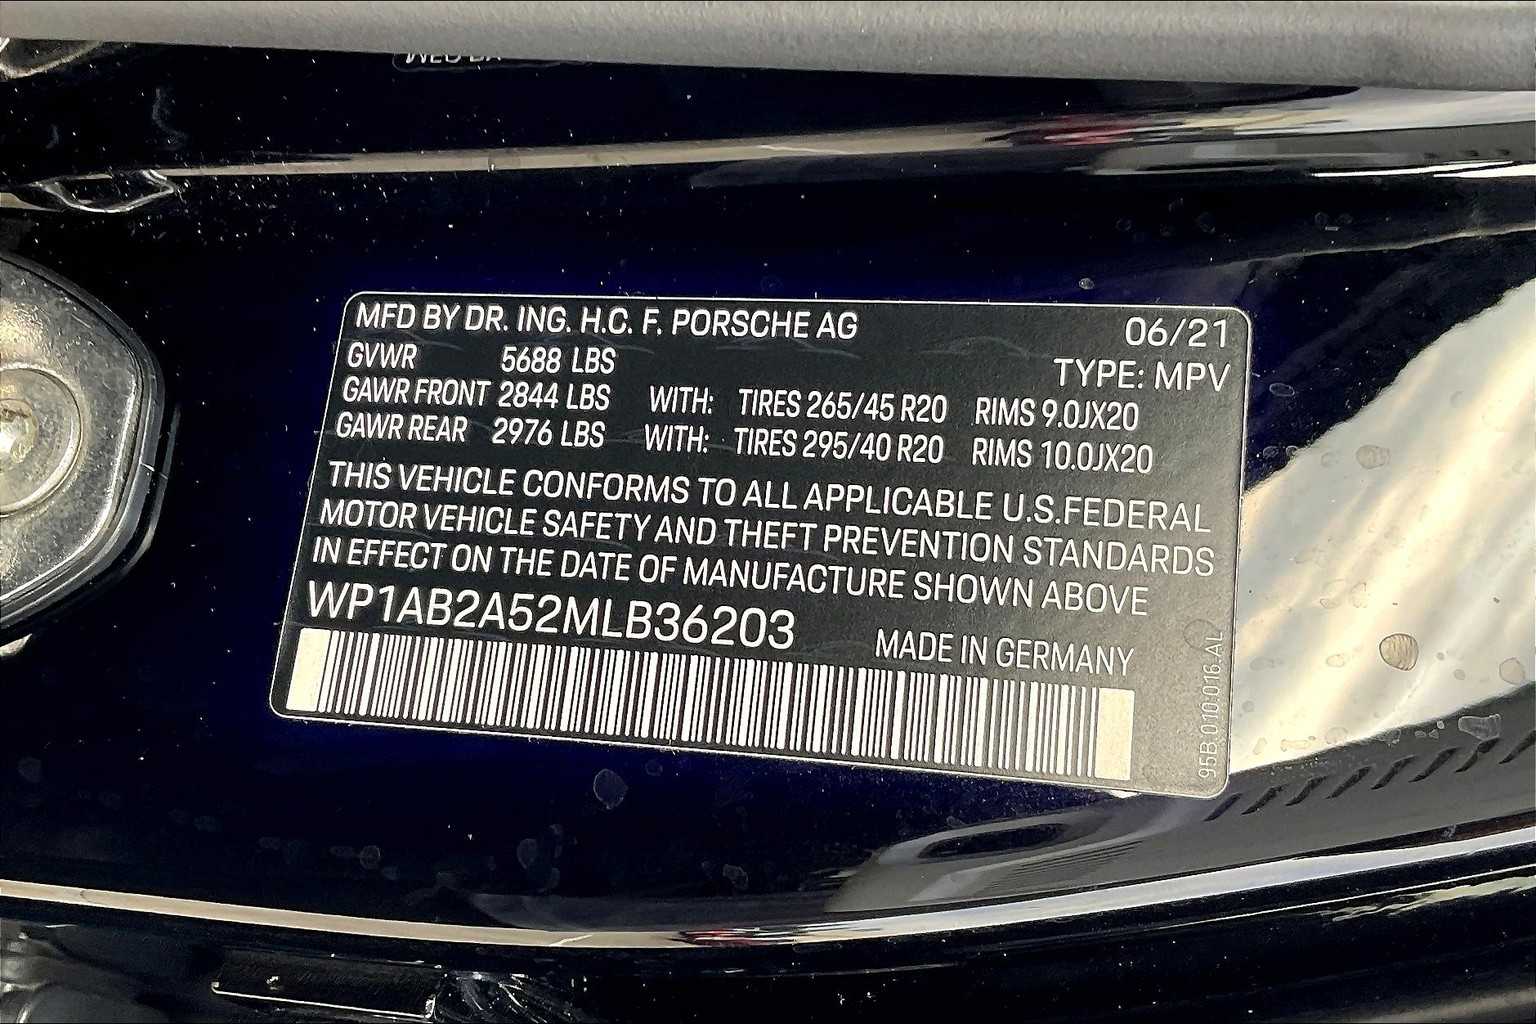 MFD BY DR. ING. H.C. F. PORSCHE AG 06/21
GVWR 5688 LBS TYPE: MPV
GAWR FRONT 2844 LBS WITH: TIRES 265/45 R20 RIMS 9.0JX20
GAWR REAR 2976 LBS WITH: TIRES 295/40 R20 RIMS 10.0JX20
THIS VEHICLE CONFORMS TO ALL APPLICABLE U.S.FEDERAL
MOTOR VEHICLE SAFETY AND THEFT PREVENTION STANDARDS
IN EFFECT ON THE DATE OF MANUFACTURE SHOWN ABOVE
WP1AB2A52MLB36203
MADE IN GERMANY
95B.010.016.AL